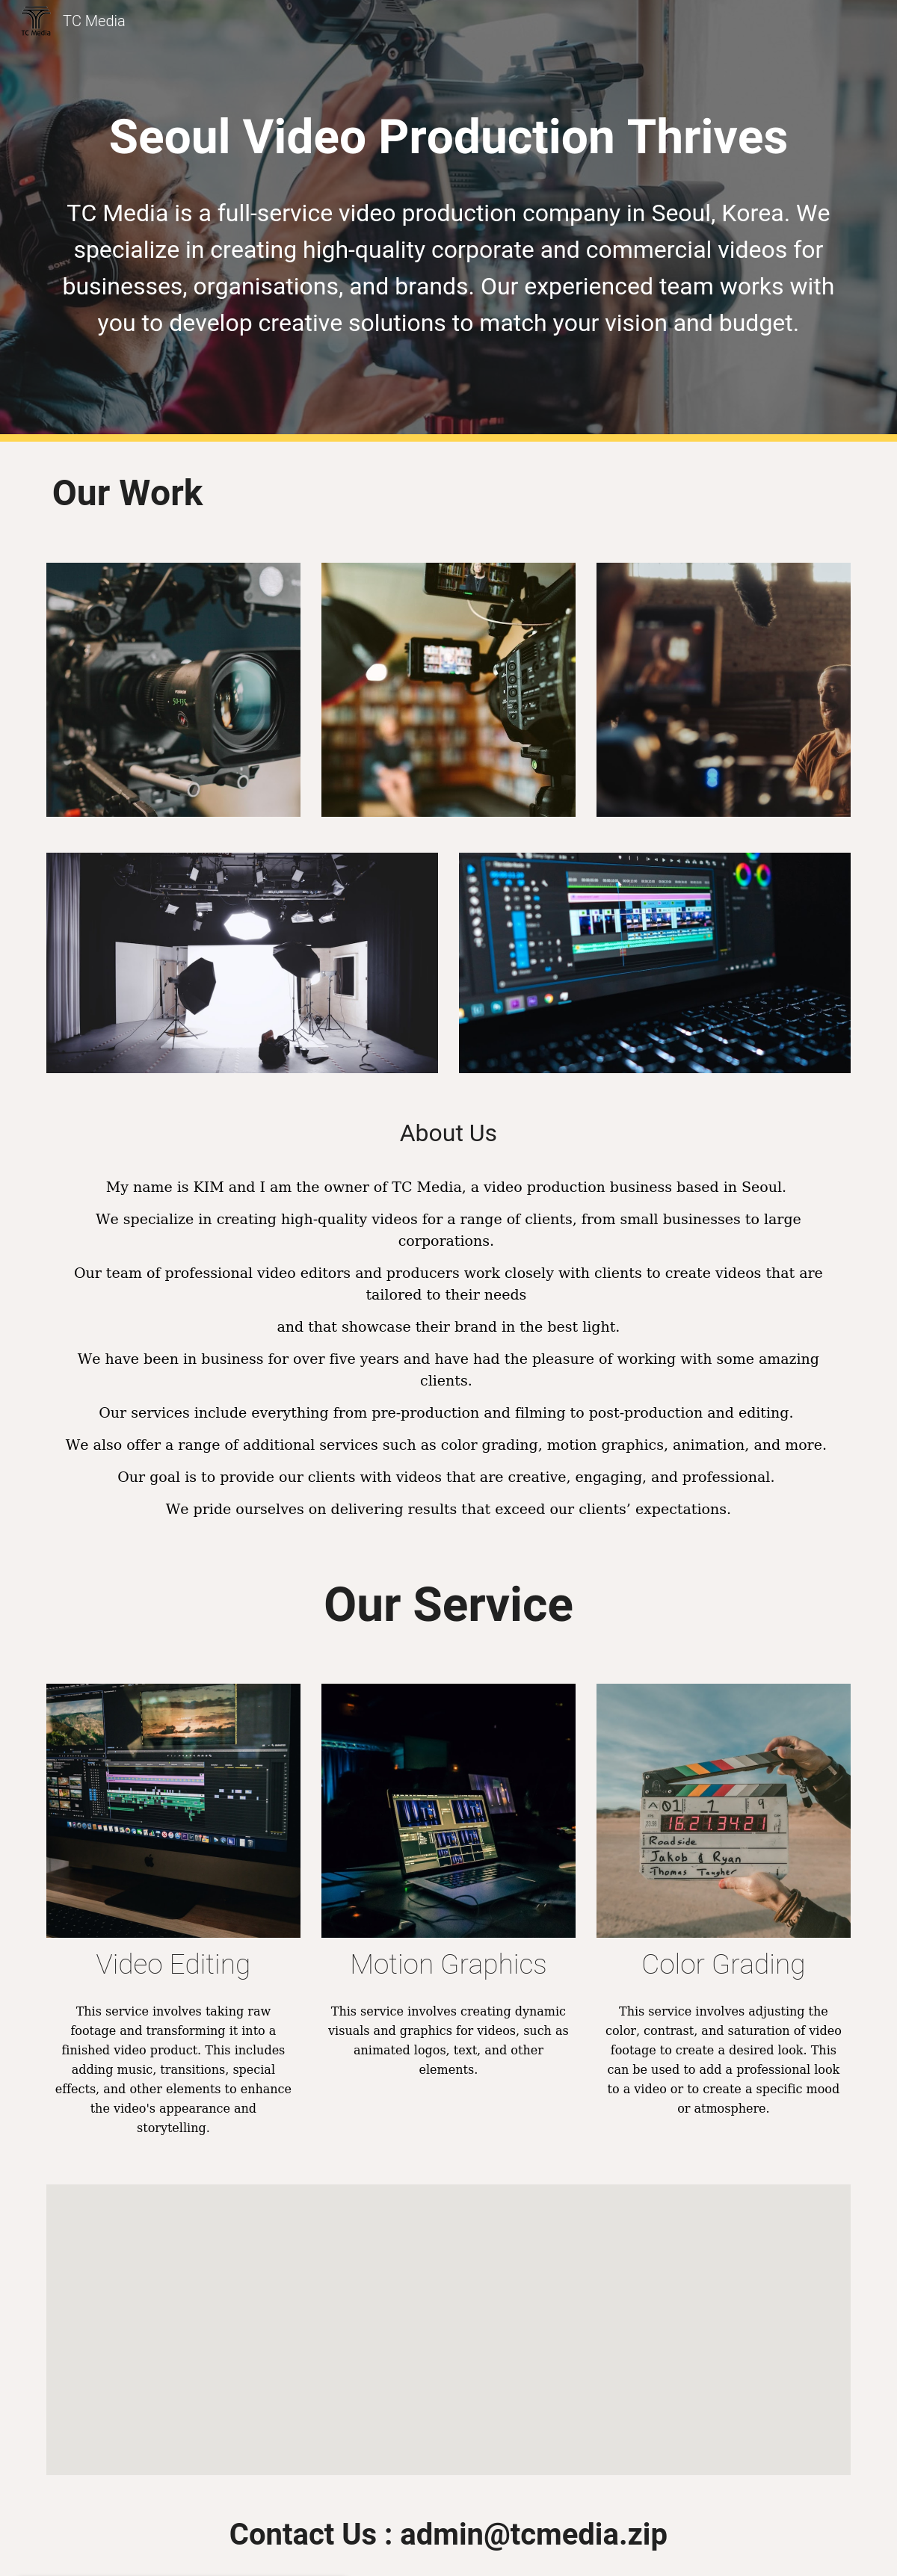 TC Media
TC Media
Seoul Video Production Thrives
TC Media is a full-service video production company in Seoul, Korea. We
specialize in creating high-quality corporate and commercial videos for
businesses, organisations, and brands. Our experienced team works with
you to develop creative solutions to match your vision and budget.
SONY
Our Work
50-135
About Us
My name is KIM and I am the owner of TC Media, a video production business based in Seoul.
We specialize in creating high-quality videos for a range of clients, from small businesses to large
corporations.
Our team of professional video editors and producers work closely with clients to create videos that are
tailored to their needs
and that showcase their brand in the best light.
We have been in business for over five years and have had the pleasure of working with some amazing
clients.
Our services include everything from pre-production and filming to post-production and editing.
We also offer a range of additional services such as color grading, motion graphics, animation, and more.
Our goal is to provide our clients with videos that are creative, engaging, and professional.
We pride ourselves on delivering results that exceed our clients’ expectations.
Our Service
01 1 9
16:21:34:21
Roadside
Jakob & Ryan
Thomas
Video Editing
This service involves taking raw
footage and transforming it into a
finished video product. This includes
adding music, transitions, special
effects, and other elements to enhance
the video's appearance and
storytelling.
Motion Graphics
This service involves creating dynamic
visuals and graphics for videos, such as
animated logos, text, and other
elements.
Color Grading
This service involves adjusting the
color, contrast, and saturation of video
footage to create a desired look. This
can be used to add a professional look
to a video or to create a specific mood
or atmosphere.
Contact Us : admin@tcmedia.zip